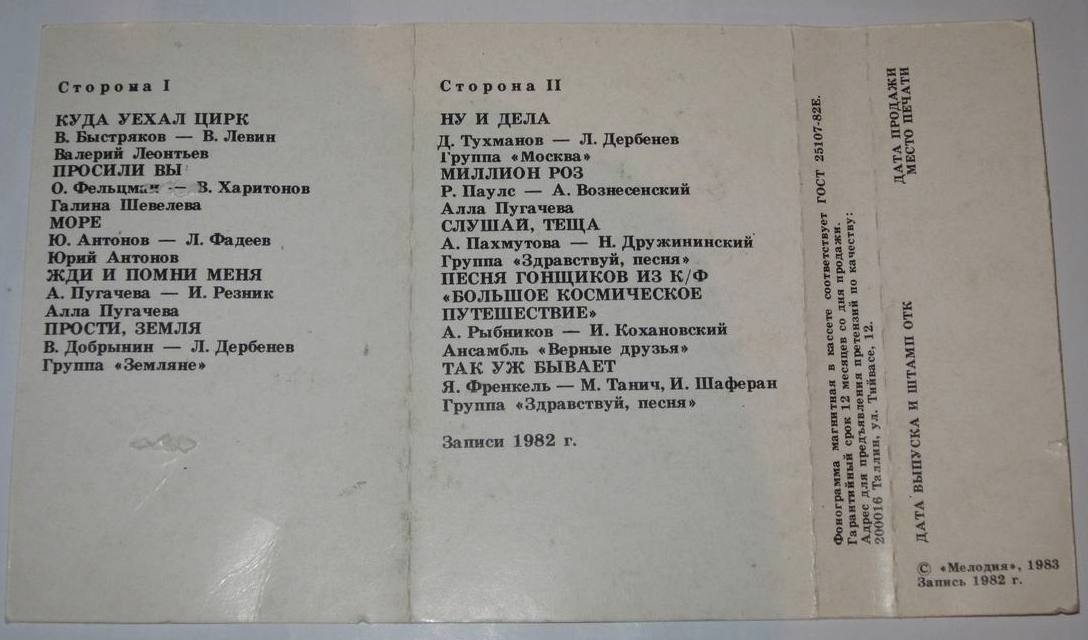 Сторона I
КУДА УЕХАЛ ЦИРК
В. Быстряков — В. Левин
Валерий Леонтьев
ПРОСИЛИ ВЫ
О. Фельцман — В. Харитонов
Галина Шевелева
МОРЕ
Ю. Антонов — Л. Фадеев
Юрий Антонов
ЖДИ И ПОМНИ МЕНЯ
А. Пугачева — И. Резник
Алла Пугачева
ПРОСТИ, ЗЕМЛЯ
В. Добрынин — Л. Дербенев
Группа «Земляне»
Сторона II
НУ И ДЕЛА
Д. Тухманов — Л. Дербенев
Группа «Москва»
МИЛЛИОН РОЗ
Р. Паулс — А. Вознесенский
Алла Пугачева
СЛУШАЙ, ТЕЩА
А. Пахмутова — Н. Дружининский
Группа «Здравствуй, песня»
ПЕСНЯ ГОНЩИКОВ ИЗ К/Ф
«БОЛЬШОЕ КОСМИЧЕСКОЕ
ПУТЕШЕСТВИЕ»
А. Рыбников — И. Кохановский
Ансамбль «Верные друзья»
ТАК УЖ БЫВАЕТ
Я. Френкель — М. Танич, И. Шаферан
Группа «Здравствуй, песня»
Записи 1982 г.
Фонограмма магнитная в кассете соответствует ГОСТ 25107-82Е.
Гарантийный срок 12 месяцев со дня продажи.
Адрес для предъявления претензий по качеству:
200016 Таллин, ул. Тийвасе, 12.
ДАТА ПРОДАЖИ
МЕСТО ПЕЧАТИ
ДАТА ВЫПУСКА И ШТАМП ОТК
© «Мелодия», 1983
Запись 1982 г.